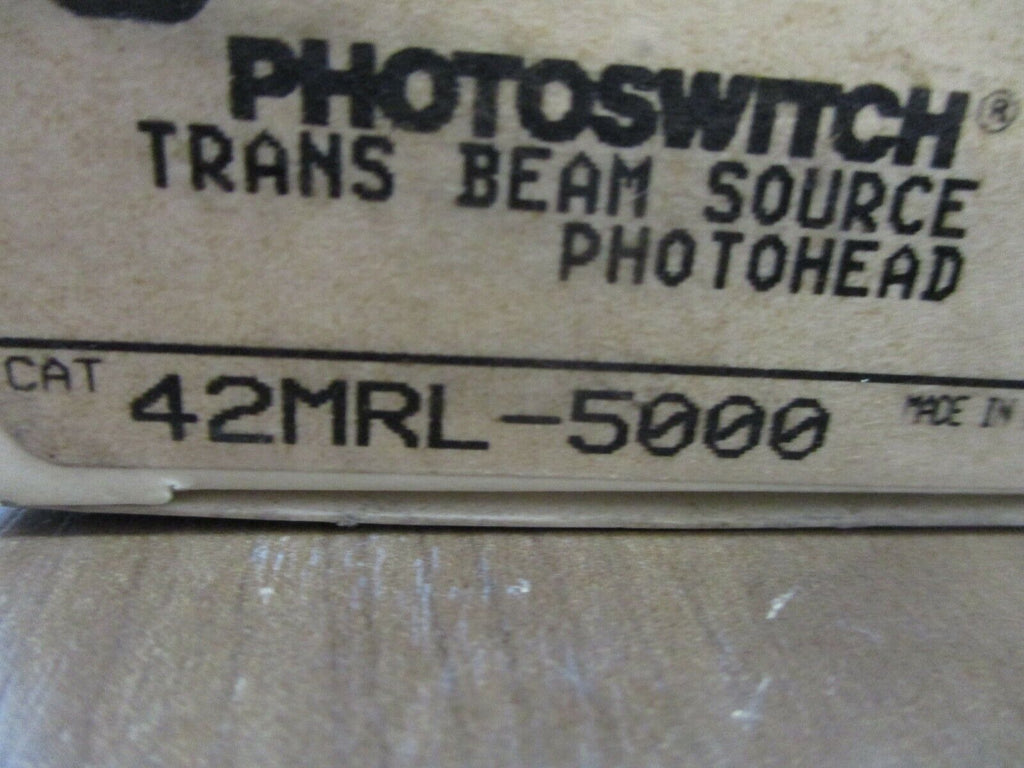 PHOTOSWITCH®
TRANS BEAM SOURCE
PHOTOHEAD
CAT 42MRL-5000 MADE IN